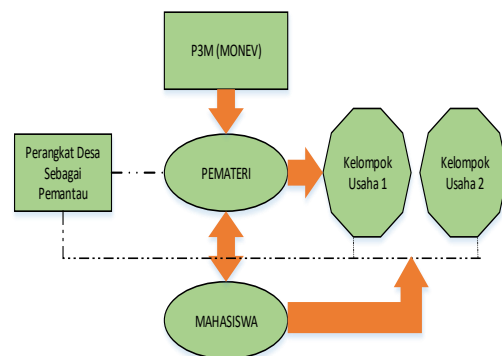 P3M (MONEV)
Perangkat Desa
Sebagai
Pemantau
PEMATERI
Kelompok
Usaha 1
Kelompok
Usaha 2
MAHASISWA